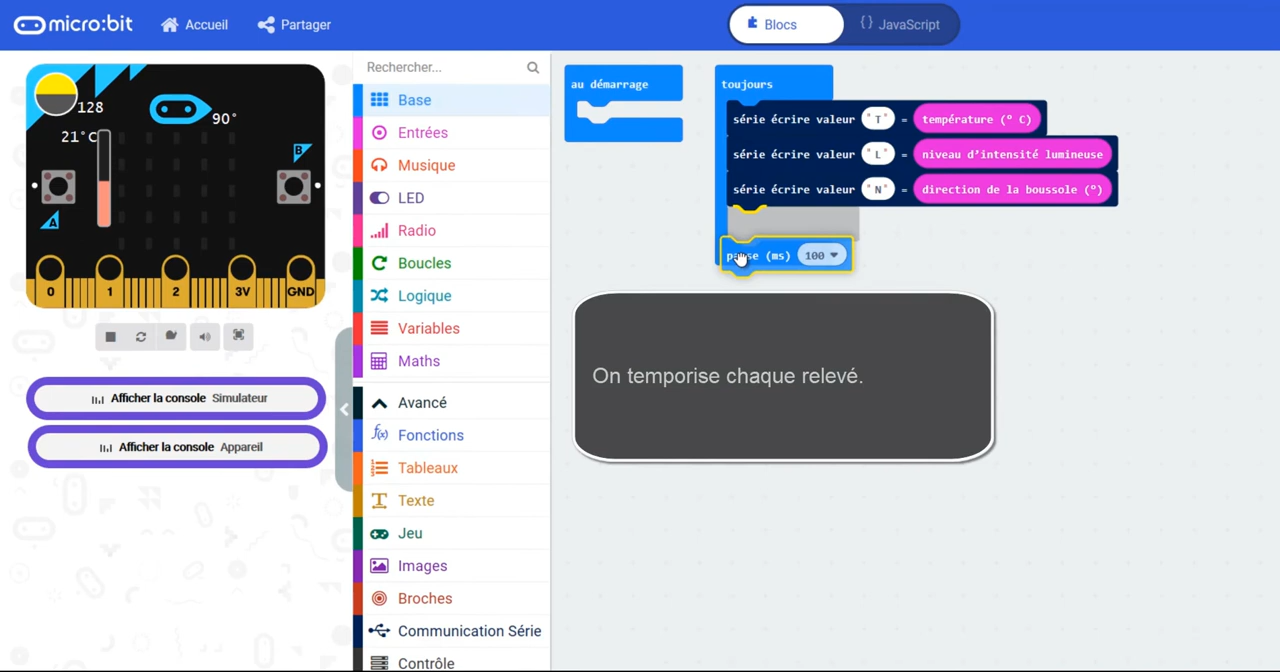 micro:bit
Accueil
Partager
Blocs
{} JavaScript
128
90°
21°C
B
A
0
1
2
3V
GND
Afficher la console Simulateur
Afficher la console Appareil
Rechercher...
Base
Entrées
Musique
LED
Radio
Boucles
Logique
Variables
Maths
Avancé
f(x) Fonctions
Tableaux
Texte
Jeu
Images
Broches
Communication Série
Contrôle
au démarrage
toujours
série écrire valeur "T" = température (° C)
série écrire valeur "L" = niveau d'intensité lumineuse
série écrire valeur "N" = direction de la boussole (°)
pause (ms) 100
On temporise chaque relevé.